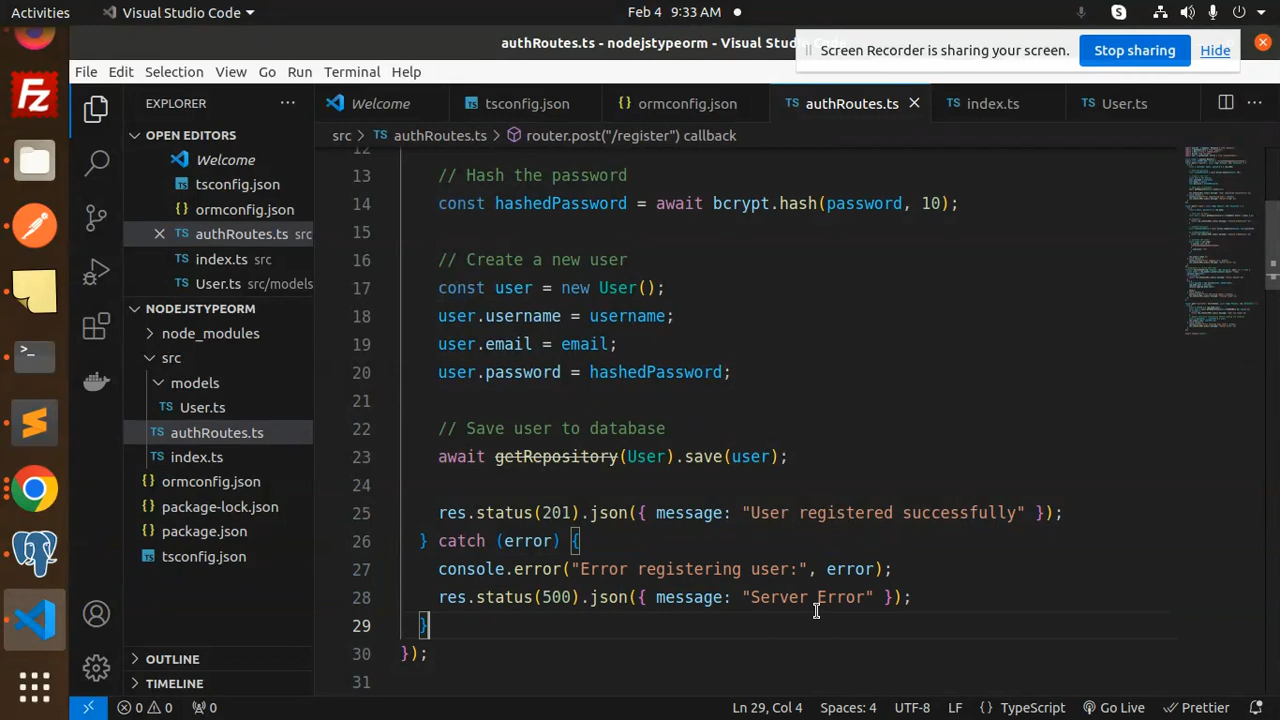 Activities
Visual Studio Code
Feb 4 9:33 AM
authRoutes.ts - nodejstypeorm - Visual Stu
Screen Recorder is sharing your screen.
Stop sharing
Hide
File Edit Selection View Go Run Terminal Help
EXPLORER
OPEN EDITORS
Welcome
tsconfig.json
ormconfig.json
authRoutes.ts src
index.ts src
User.ts src/models
NODEJSTYPEORM
node_modules
src
models
TS User.ts
TS authRoutes.ts
TS index.ts
{} ormconfig.json
{} package-lock.json
{} package.json
tsconfig.json
OUTLINE
TIMELINE
Welcome
tsconfig.json
{} ormconfig.json
TS authRoutes.ts
TS index.ts
TS User.ts
src > TS authRoutes.ts > router.post("/register") callback
12
13 // Hash the password
14 const hashedPassword = await bcrypt.hash(password, 10);
15
16 // Create a new user
17 const user = new User();
18 user.username = username;
19 user.email = email;
20 user.password = hashedPassword;
21
22 // Save user to database
23 await getRepository(User).save(user);
24
25 res.status(201).json({ message: "User registered successfully" });
26 } catch (error) {
27 console.error("Error registering user:", error);
28 res.status(500).json({ message: "Server Error" });
29 }
30 });
31
0 0 0
Ln 29, Col 4
Spaces: 4
UTF-8
LF
{} TypeScript
Go Live
Prettier